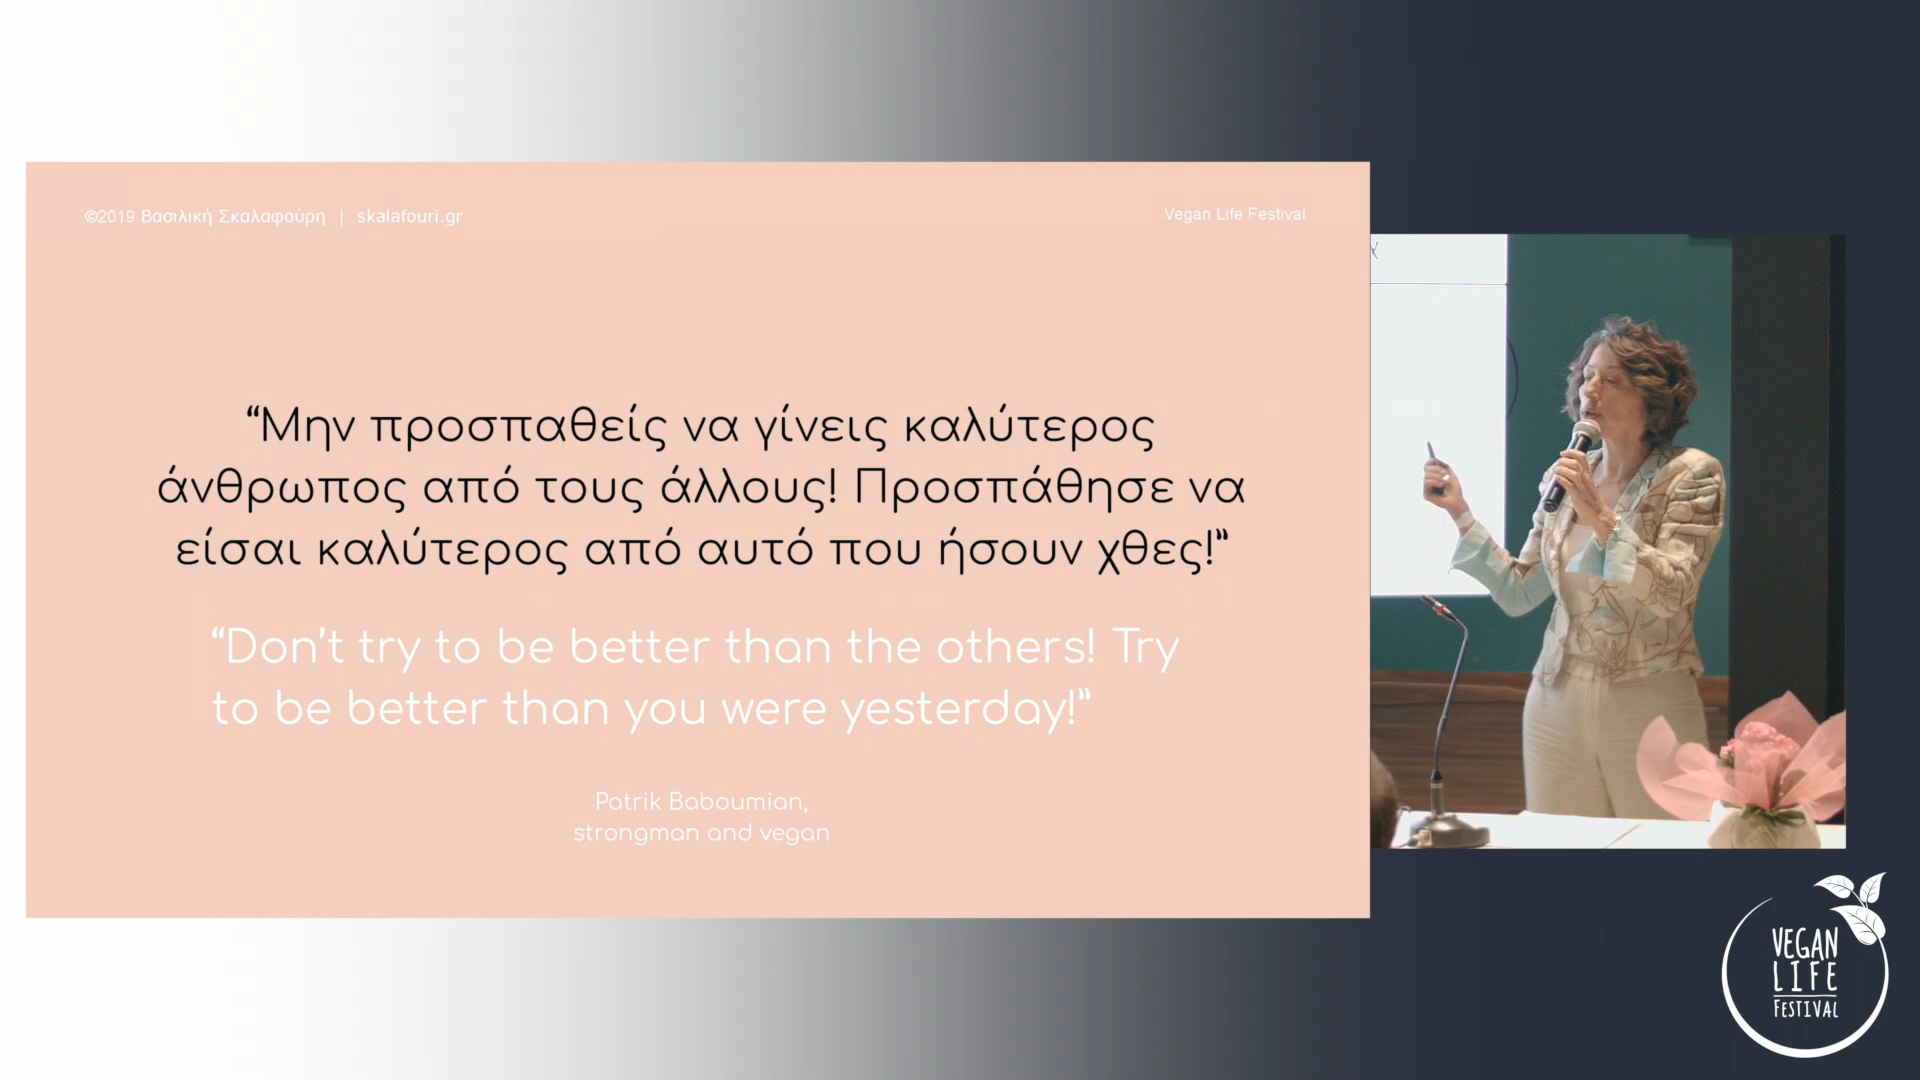 ©2019 Βασιλική Σκαλαφούρη | skalafouri.gr
Vegan Life Festival
“Μην προσπαθείς να γίνεις καλύτερος
άνθρωπος από τους άλλους! Προσπάθησε να
είσαι καλύτερος από αυτό που ήσουν χθες!”
“Don’t try to be better than the others! Try
to be better than you were yesterday!”
Patrik Baboumian,
strongman and vegan
VEGAN
LIFE
FESTIVAL